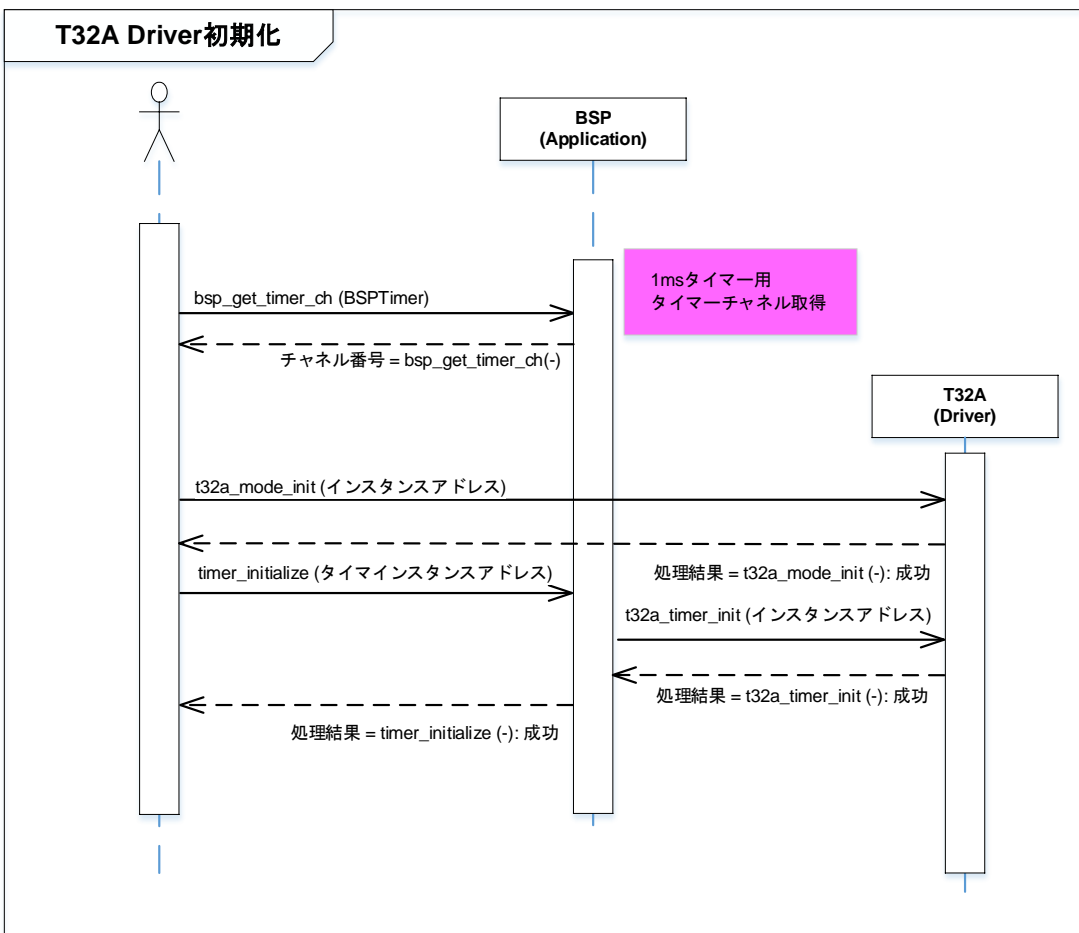 T32A Driver初期化
BSP
(Application)
1msタイマー用
タイマーチャネル取得
bsp_get_timer_ch (BSPTimer)
チャネル番号 = bsp_get_timer_ch(-)
T32A
(Driver)
t32a_mode_init (インスタンスアドレス)
処理結果 = t32a_mode_init (-): 成功
timer_initialize (タイマインスタンスアドレス)
t32a_timer_init (インスタンスアドレス)
処理結果 = t32a_timer_init (-): 成功
処理結果 = timer_initialize (-): 成功